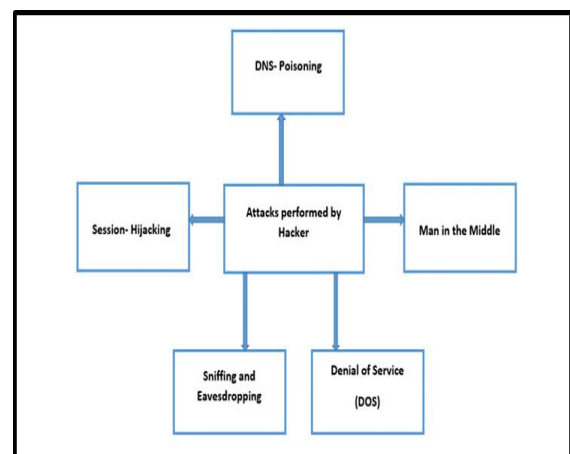 DNS- Poisoning
Attacks performed by
Hacker
Session- Hijacking
Man in the Middle
Sniffing and
Eavesdropping
Denial of Service
(DOS)